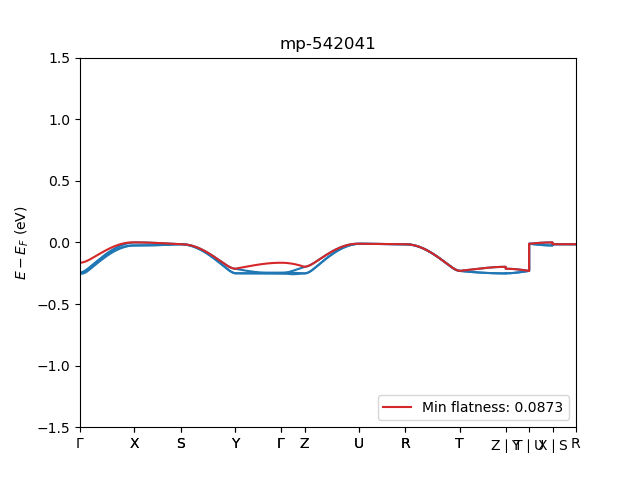 mp-542041
E − E_F (eV)
1.5
1.0
0.5
0.0
−0.5
−1.0
−1.5
Min flatness: 0.0873
Γ X S Y Γ Z U R T Z | Y T | U X | S R